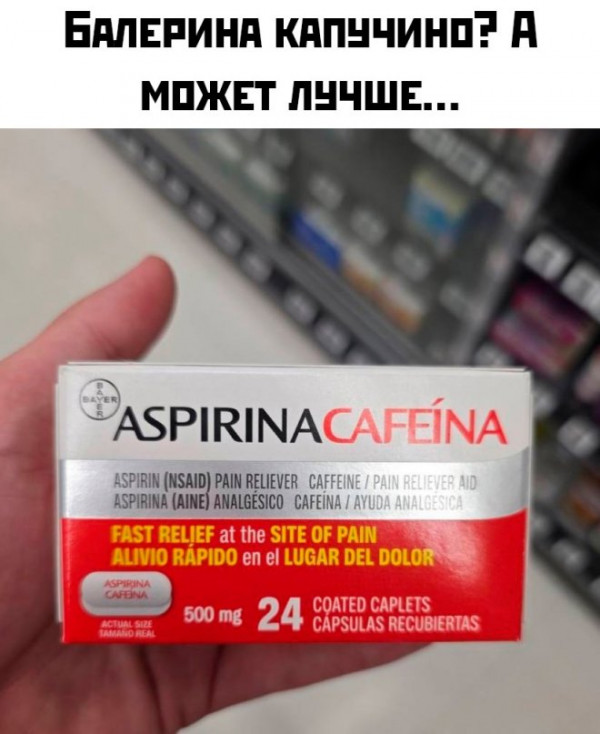 Балерина капучино? А
может лучше...
BAYER
BAYER
ASPIRINACAFEÍNA
ASPIRIN (NSAID) PAIN RELIEVER CAFFEINE / PAIN RELIEVER AID
ASPIRINA (AINE) ANALGÉSICO CAFEÍNA / AYUDA ANALGÉSICA
FAST RELIEF at the SITE OF PAIN
ALIVIO RÁPIDO en el LUGAR DEL DOLOR
ASPIRINA
CAFEÍNA
ACTUAL SIZE
TAMAÑO REAL
500 mg 24 COATED CAPLETS
CÁPSULAS RECUBIERTAS